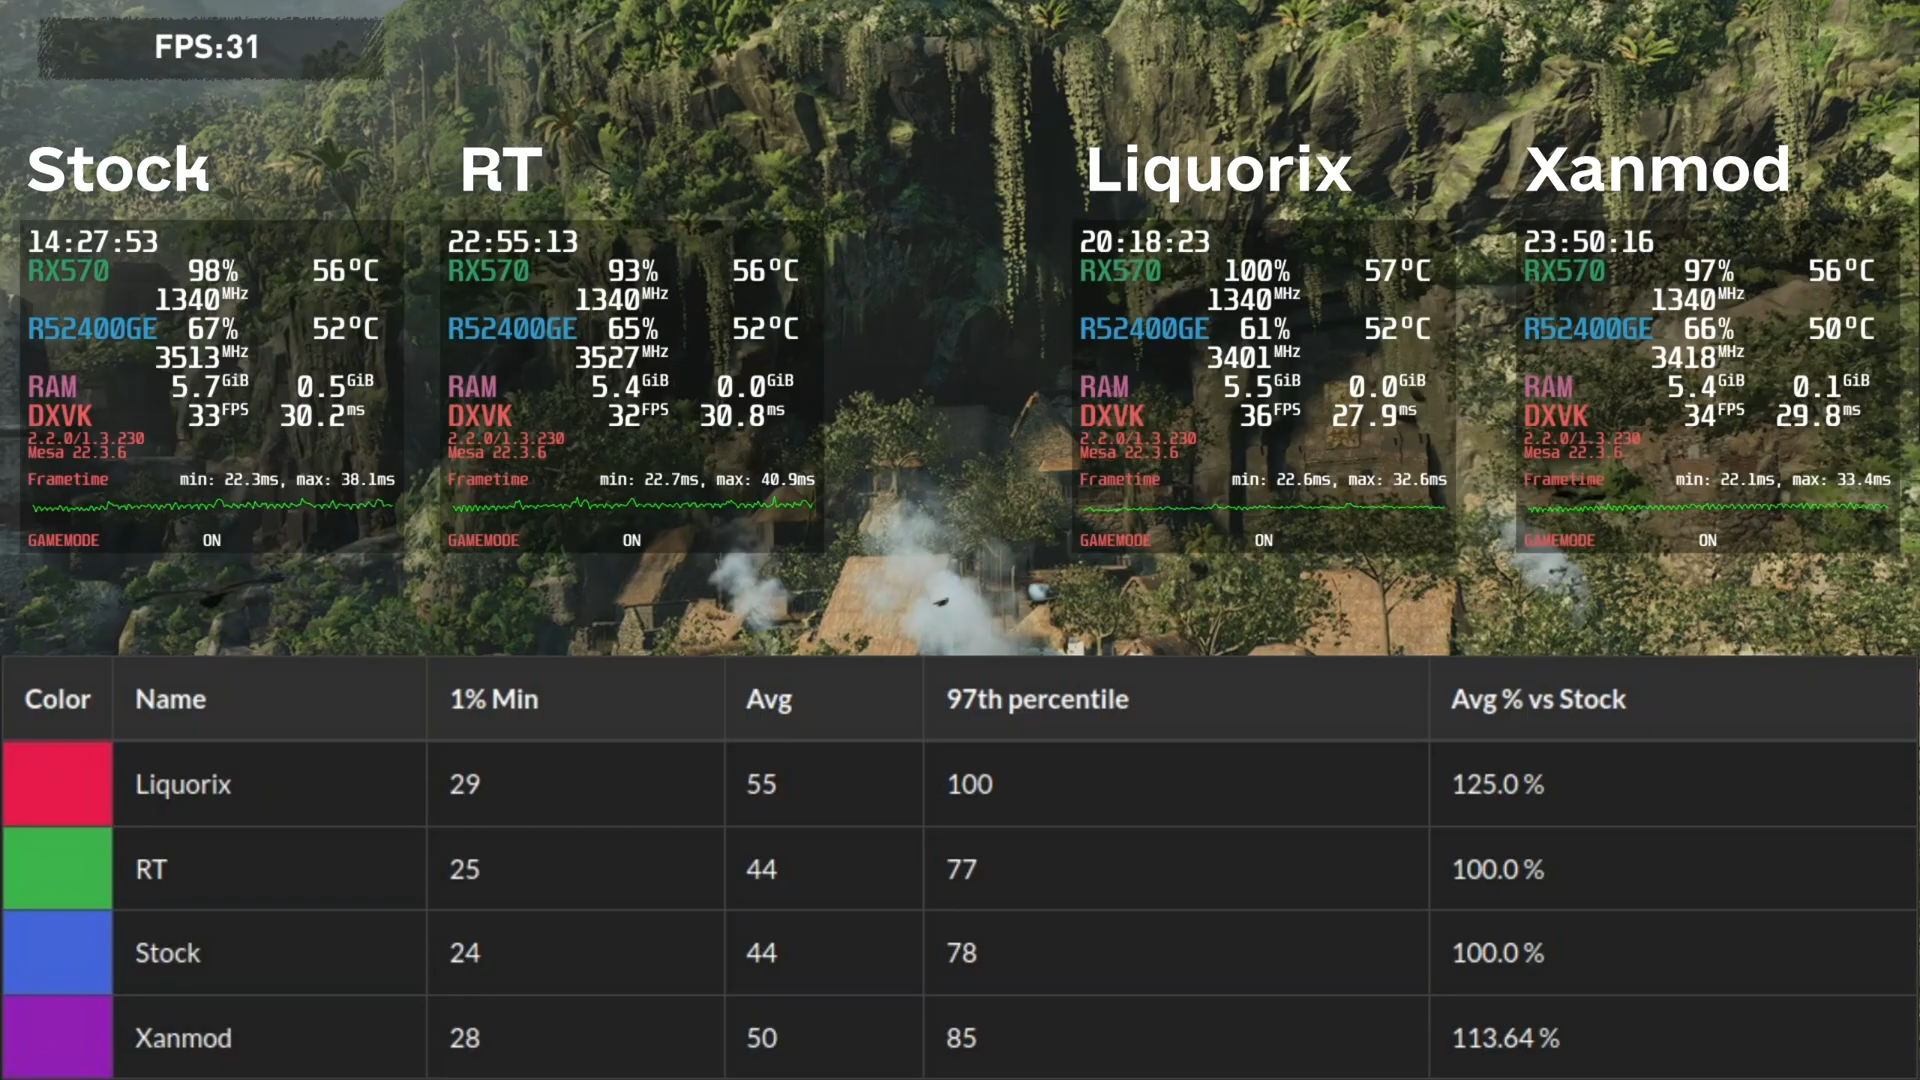 FPS:31
Stock
14:27:53
RX570 98% 56°C
1340MHz
R52400GE 67% 52°C
3513MHz
RAM 5.7GiB 0.5GiB
DXVK 33FPS 30.2ms
2.2.0/1.3.230
Mesa 22.3.6
Frametime min: 22.3ms, max: 38.1ms
GAMEMODE ON
RT
22:55:13
RX570 93% 56°C
1340MHz
R52400GE 65% 52°C
3527MHz
RAM 5.4GiB 0.0GiB
DXVK 32FPS 30.8ms
2.2.0/1.3.230
Mesa 22.3.6
Frametime min: 22.7ms, max: 40.9ms
GAMEMODE ON
Liquorix
20:18:23
RX570 100% 57°C
1340MHz
R52400GE 61% 52°C
3401MHz
RAM 5.5GiB 0.0GiB
DXVK 36FPS 27.9ms
2.2.0/1.3.230
Mesa 22.3.6
Frametime min: 22.6ms, max: 32.6ms
GAMEMODE ON
Xanmod
23:50:16
RX570 97% 56°C
1340MHz
R52400GE 66% 50°C
3418MHz
RAM 5.4GiB 0.1GiB
DXVK 34FPS 29.8ms
2.2.0/1.3.230
Mesa 22.3.6
Frametime min: 22.1ms, max: 33.4ms
GAMEMODE ON
Color Name 1% Min Avg 97th percentile Avg % vs Stock
Liquorix 29 55 100 125.0 %
RT 25 44 77 100.0 %
Stock 24 44 78 100.0 %
Xanmod 28 50 85 113.64 %